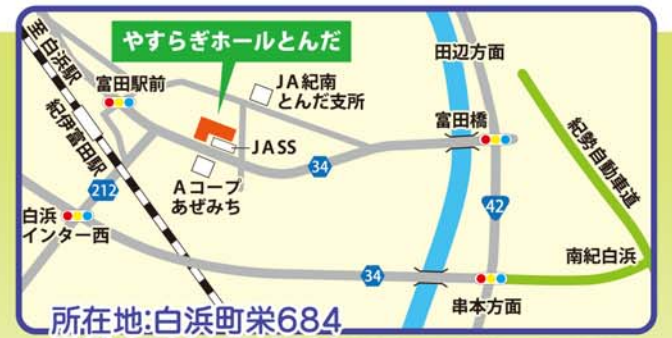 やすらぎホールとんだ
至 白浜駅
富田駅前
紀伊富田駅
JA紀南
とんだ支所
田辺方面
富田橋
紀勢自動車道
JASS
Aコープ
あぜみち
34
212
42
白浜
インター西
南紀白浜
34
串本方面
所在地:白浜町栄684